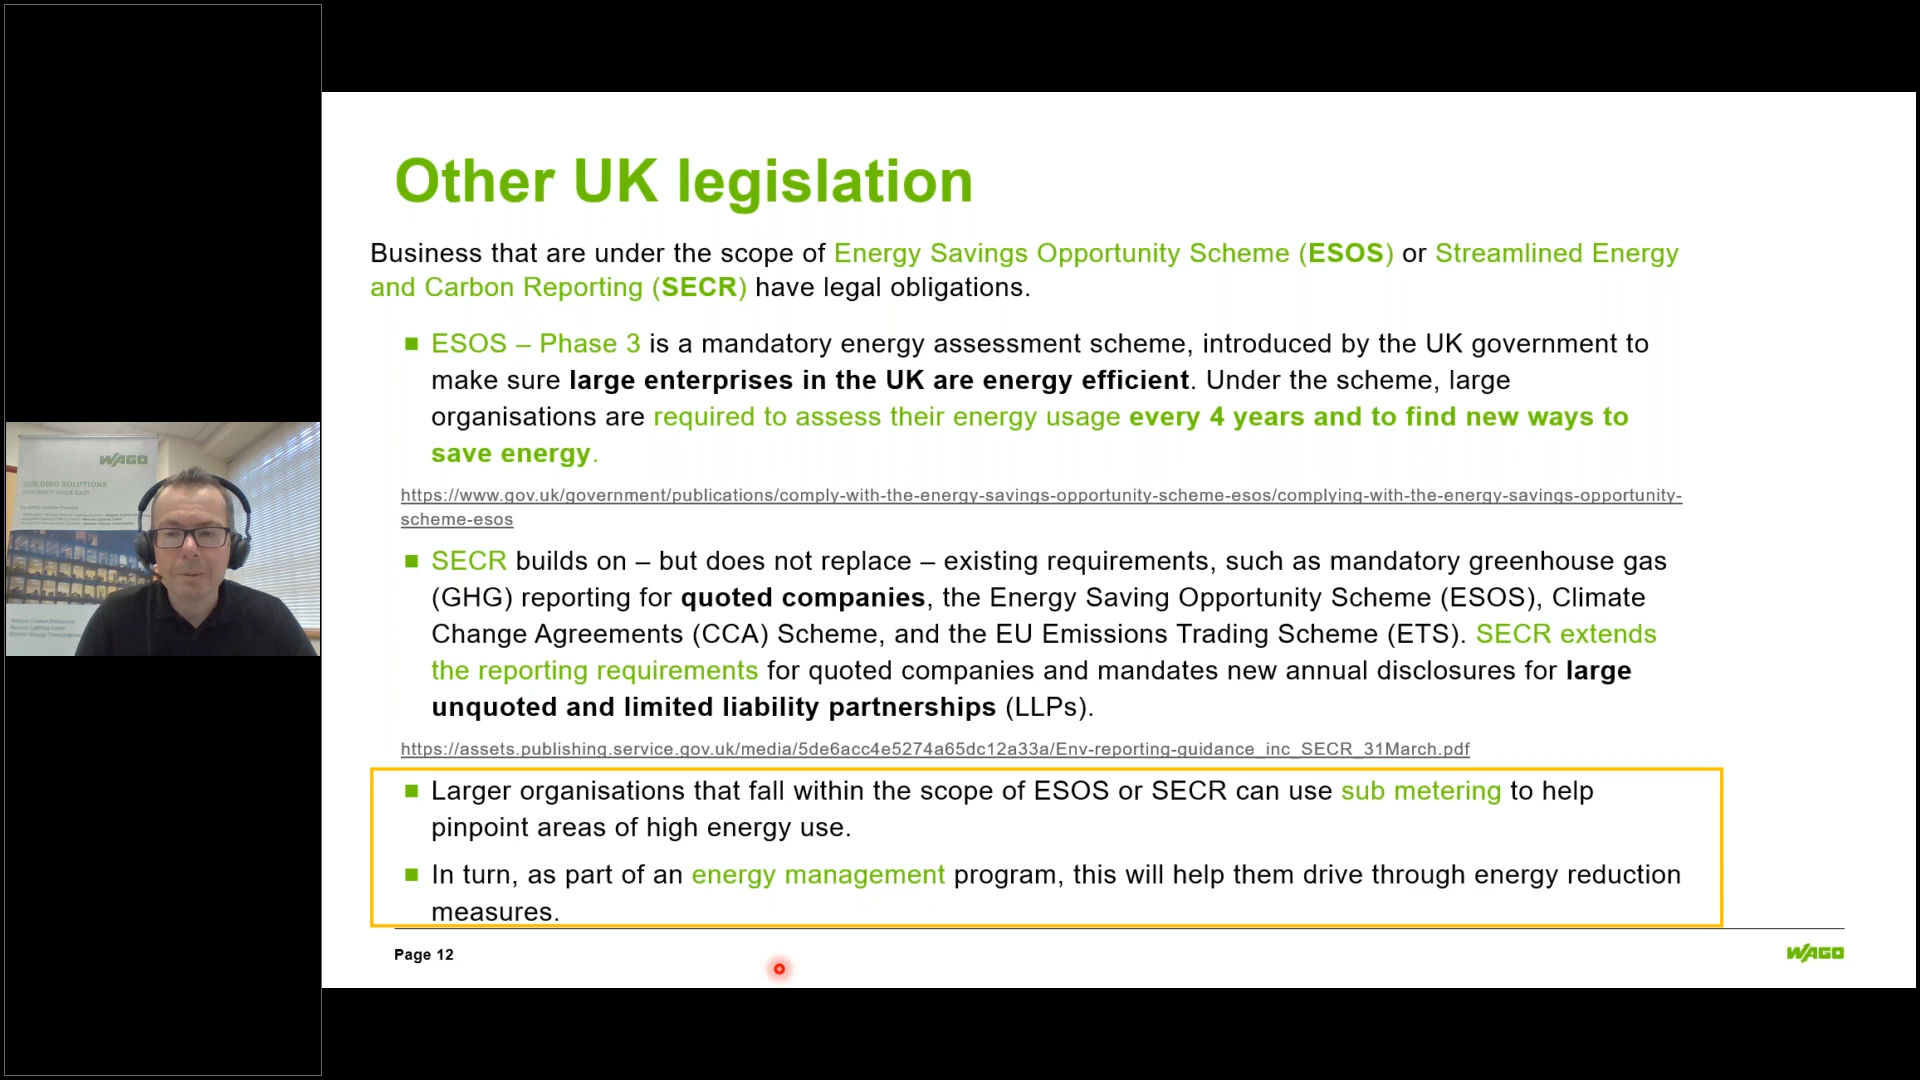 WAGO
BUILDING SOLUTIONS
EFFICIENCY MADE EASY
Reduce Carbon Emissions
Reduce Lighting Costs
Other UK legislation
Business that are under the scope of Energy Savings Opportunity Scheme (ESOS) or Streamlined Energy
and Carbon Reporting (SECR) have legal obligations.
ESOS – Phase 3 is a mandatory energy assessment scheme, introduced by the UK government to
make sure large enterprises in the UK are energy efficient. Under the scheme, large
organisations are required to assess their energy usage every 4 years and to find new ways to
save energy.
https://www.gov.uk/government/publications/comply-with-the-energy-savings-opportunity-scheme-esos/complying-with-the-energy-savings-opportunity-
scheme-esos
SECR builds on – but does not replace – existing requirements, such as mandatory greenhouse gas
(GHG) reporting for quoted companies, the Energy Saving Opportunity Scheme (ESOS), Climate
Change Agreements (CCA) Scheme, and the EU Emissions Trading Scheme (ETS). SECR extends
the reporting requirements for quoted companies and mandates new annual disclosures for large
unquoted and limited liability partnerships (LLPs).
https://assets.publishing.service.gov.uk/media/5de6acc4e5274a65dc12a33a/Env-reporting-guidance_inc_SECR_31March.pdf
Larger organisations that fall within the scope of ESOS or SECR can use sub metering to help
pinpoint areas of high energy use.
In turn, as part of an energy management program, this will help them drive through energy reduction
measures.
Page 12
WAGO